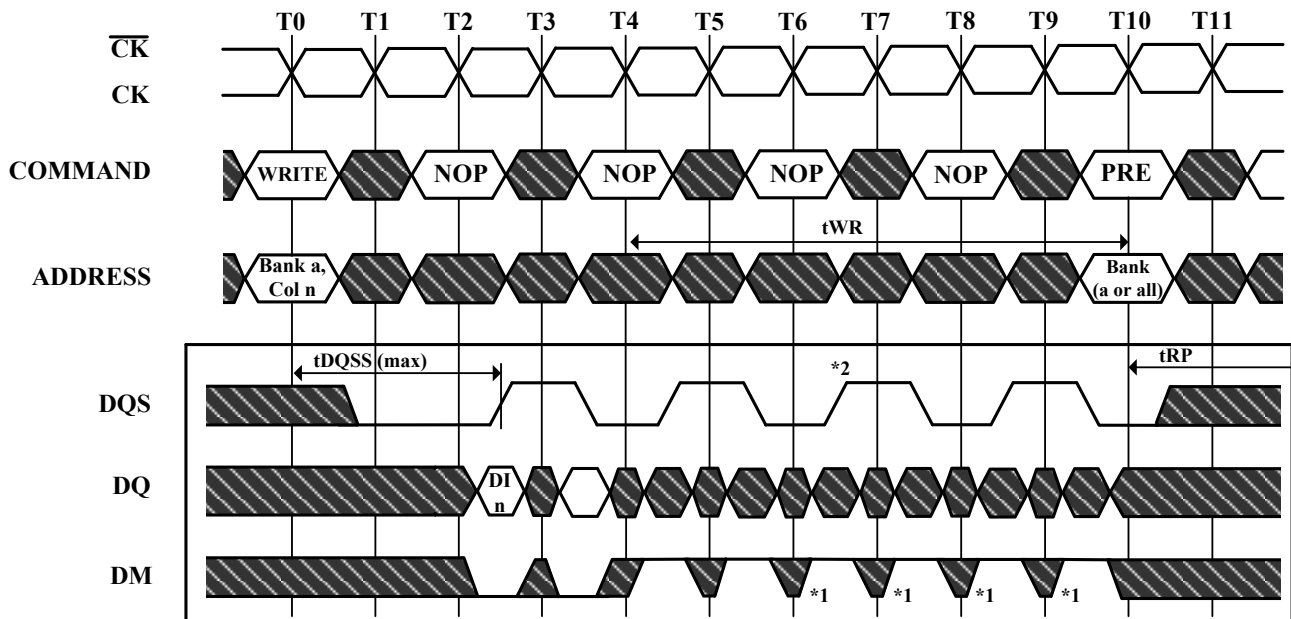 T0 T1 T2 T3 T4 T5 T6 T7 T8 T9 T10 T11
CK
CK
COMMAND WRITE NOP NOP NOP NOP PRE
tWR
ADDRESS Bank a, Col n Bank (a or all)
tDQSS (max) *2 tRP
DQS
DQ DI n
DM *1 *1 *1 *1